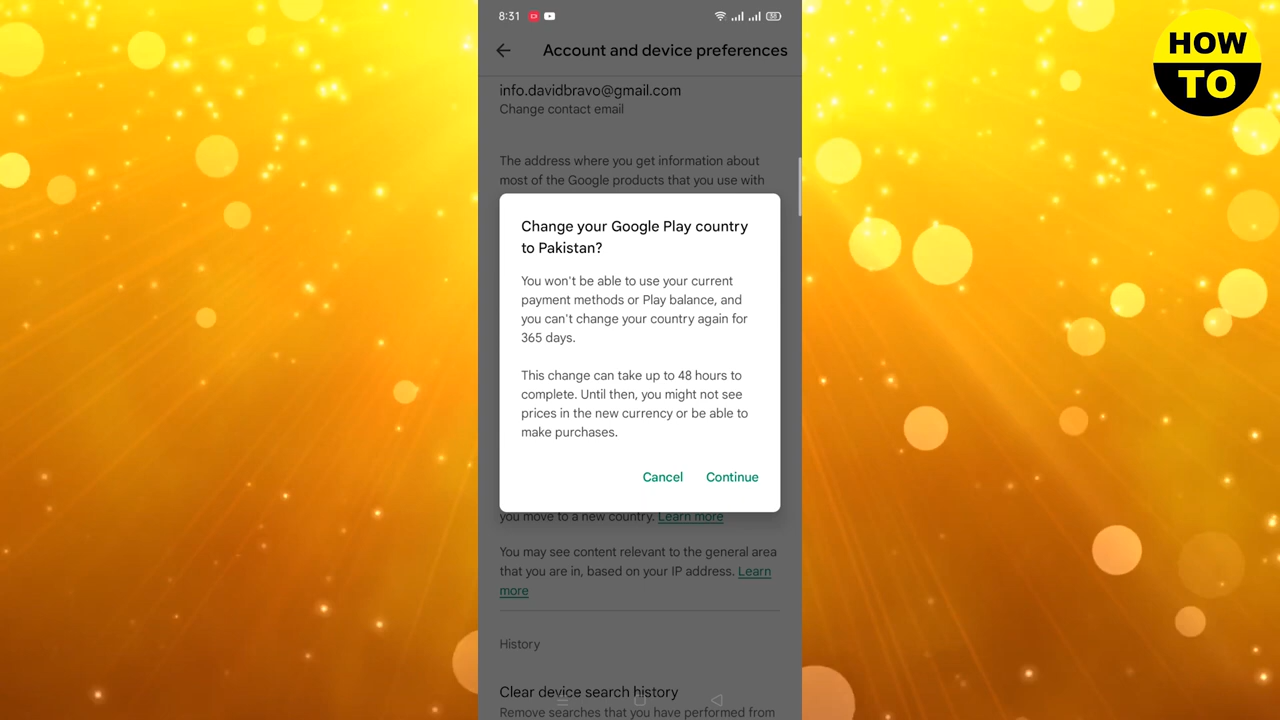 8:31
Account and device preferences
HOW
TO
info.davidbravo@gmail.com
Change contact email
The address where you get information about
most of the Google products that you use with
Change your Google Play country
to Pakistan?
You won't be able to use your current
payment methods or Play balance, and
you can't change your country again for
365 days.
This change can take up to 48 hours to
complete. Until then, you might not see
prices in the new currency or be able to
make purchases.
Cancel Continue
you move to a new country. Learn more
You may see content relevant to the general area
that you are in, based on your IP address. Learn
more
History
Clear device search history
Remove searches that you have performed from